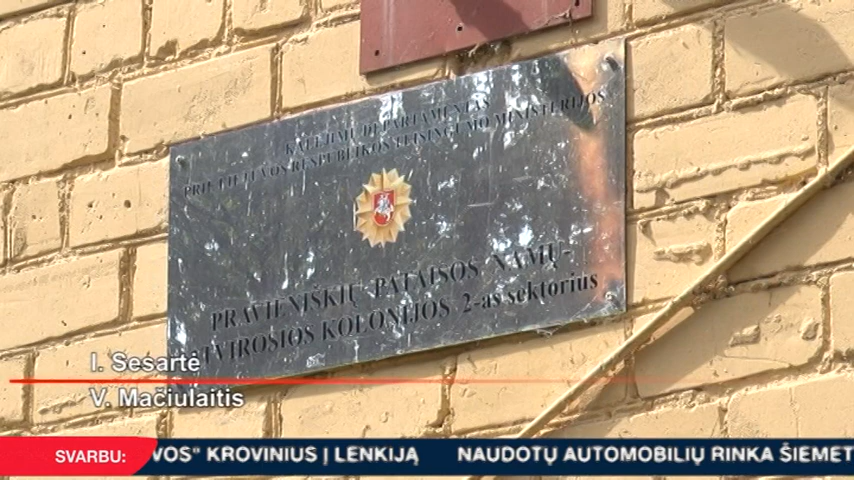 KALĖJIMŲ DEPARTAMENTAS
PRIE LIETUVOS RESPUBLIKOS TEISINGUMO MINISTERIJOS
PRAVIENIŠKIŲ PATAISOS NAMŲ-
ATVIROSIOS KOLONIJOS 2-as sektorius
I. Sesartė
V. Mačiulaitis
SVARBU: VOS" KROVINIUS Į LENKIJĄ NAUDOTŲ AUTOMOBILIŲ RINKA ŠIEMET